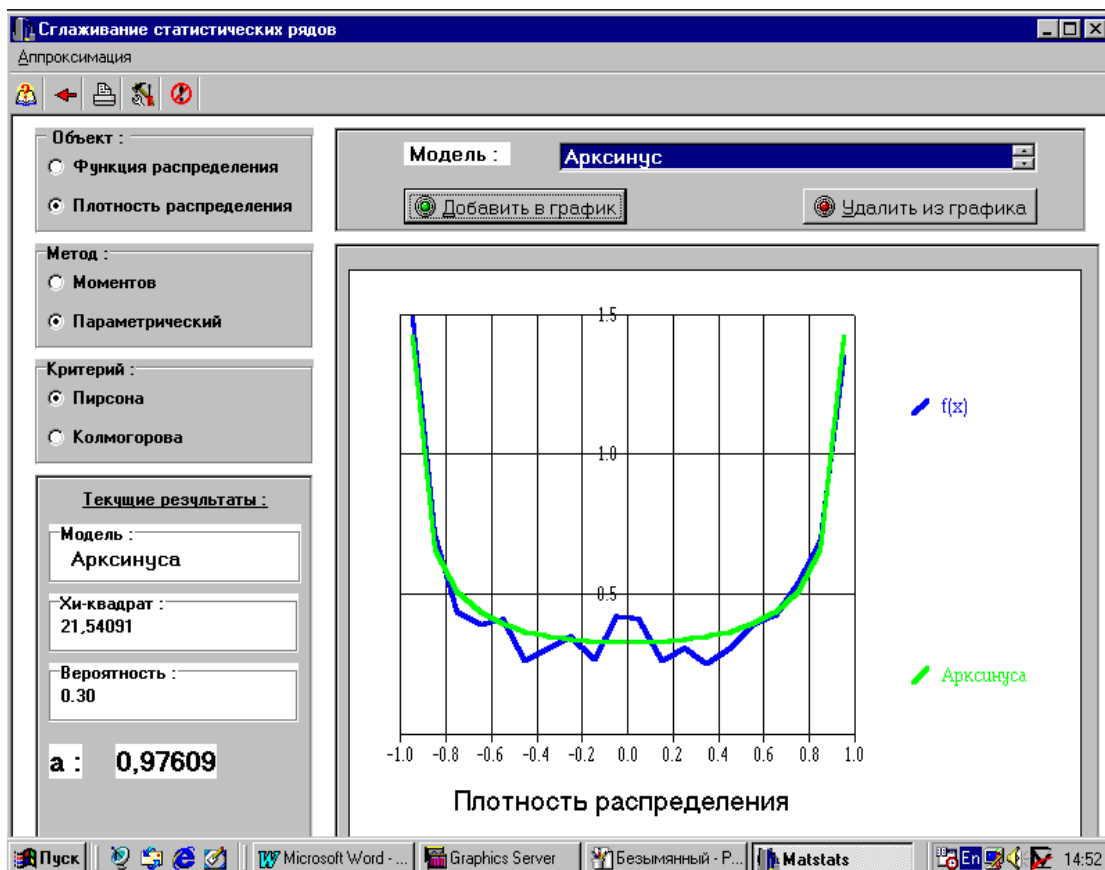 Сглаживание статистических рядов
Аппроксимация
Объект :
Функция распределения
Плотность распределения
Метод :
Моментов
Параметрический
Критерий :
Пирсона
Колмогорова
Текущие результаты :
Модель :
Арксинуса
Хи-квадрат :
21,54091
Вероятность :
0.30
a : 0,97609
Модель : Арксинус
Добавить в график Удалить из графика
1.5
1.0
0.5
-1.0 -0.8 -0.6 -0.4 -0.2 0.0 0.2 0.4 0.6 0.8 1.0
f(x)
Арксинуса
Плотность распределения
Пуск Microsoft Word - ... Graphics Server Безымянный - P... Matstats En 14:52